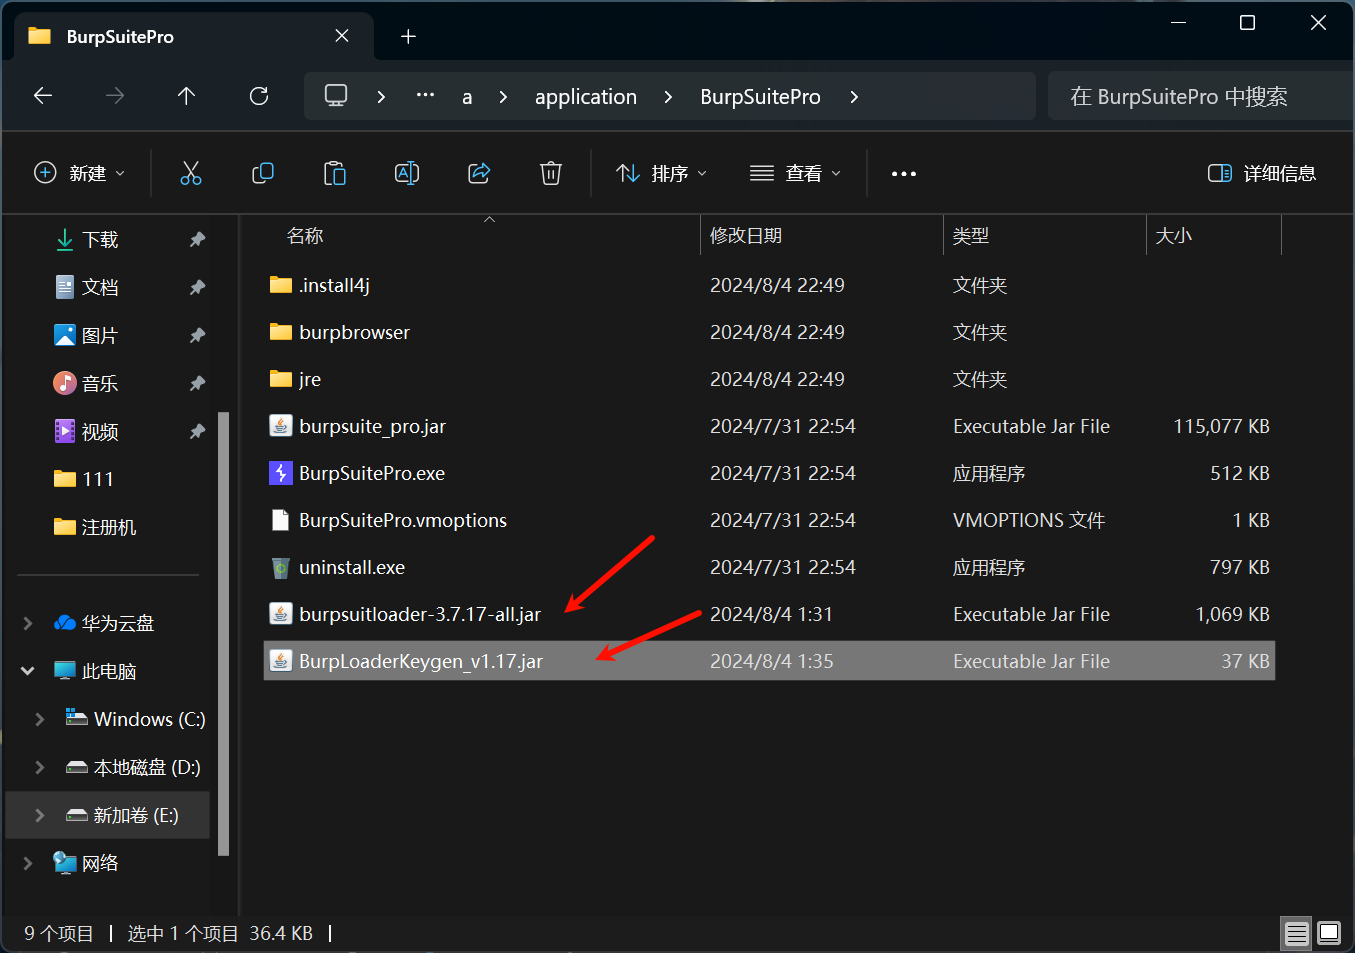 BurpSuitePro
a application BurpSuitePro 在 BurpSuitePro 中搜索
新建 排序 查看 详细信息
名称 修改日期 类型 大小
下载
文档
图片
音乐
视频
111
注册机
华为云盘
此电脑
Windows (C:)
本地磁盘 (D:)
新加卷 (E:)
网络
.install4j 2024/8/4 22:49 文件夹
burpbrowser 2024/8/4 22:49 文件夹
jre 2024/8/4 22:49 文件夹
burpsuite_pro.jar 2024/7/31 22:54 Executable Jar File 115,077 KB
BurpSuitePro.exe 2024/7/31 22:54 应用程序 512 KB
BurpSuitePro.vmoptions 2024/7/31 22:54 VMOPTIONS 文件 1 KB
uninstall.exe 2024/7/31 22:54 应用程序 797 KB
burpsuitloader-3.7.17-all.jar 2024/8/4 1:31 Executable Jar File 1,069 KB
BurpLoaderKeygen_v1.17.jar 2024/8/4 1:35 Executable Jar File 37 KB
9 个项目 选中 1 个项目 36.4 KB